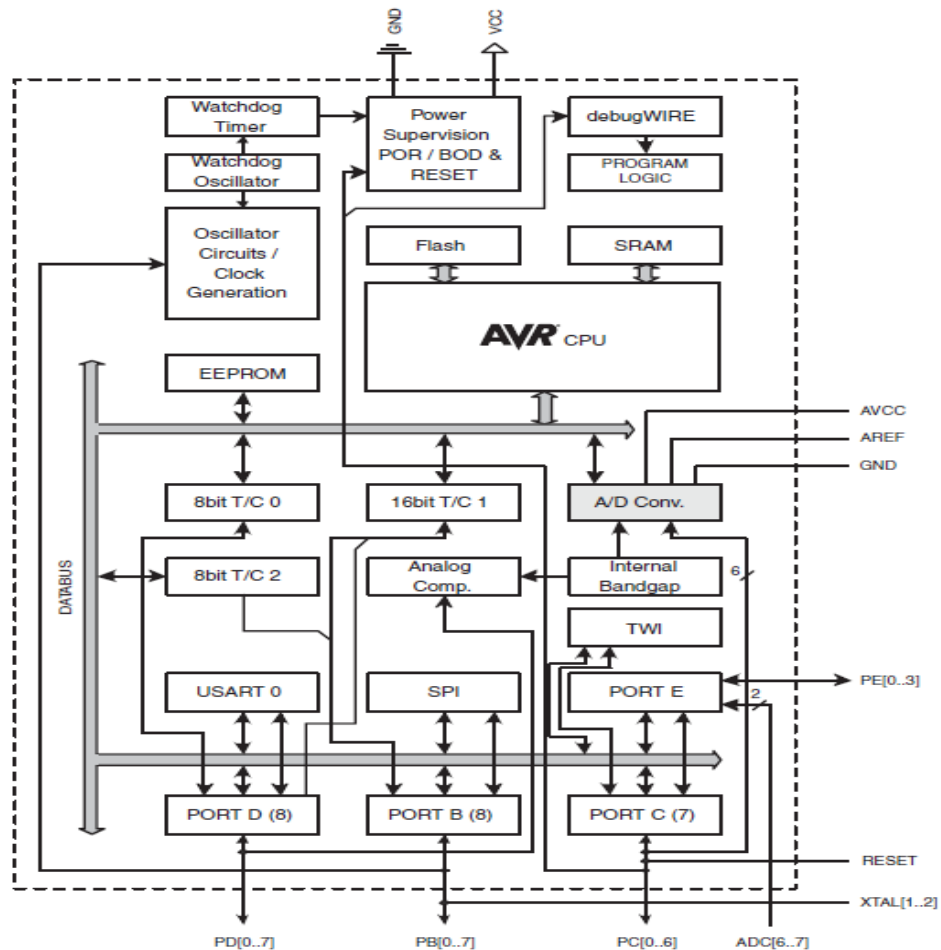 GND
VCC
Watchdog
Timer
Power
Supervision
POR / BOD &
RESET
debugWIRE
Watchdog
Oscillator
PROGRAM
LOGIC
Oscillator
Circuits /
Clock
Generation
Flash
SRAM
AVR CPU
EEPROM
AVCC
AREF
GND
8bit T/C 0
16bit T/C 1
A/D Conv.
DATABUS
8bit T/C 2
Analog
Comp.
Internal
Bandgap
6
TWI
USART 0
SPI
PORT E
PE[0..3]
2
PORT D (8)
PORT B (8)
PORT C (7)
RESET
XTAL[1..2]
PD[0..7]
PB[0..7]
PC[0..6]
ADC[6..7]